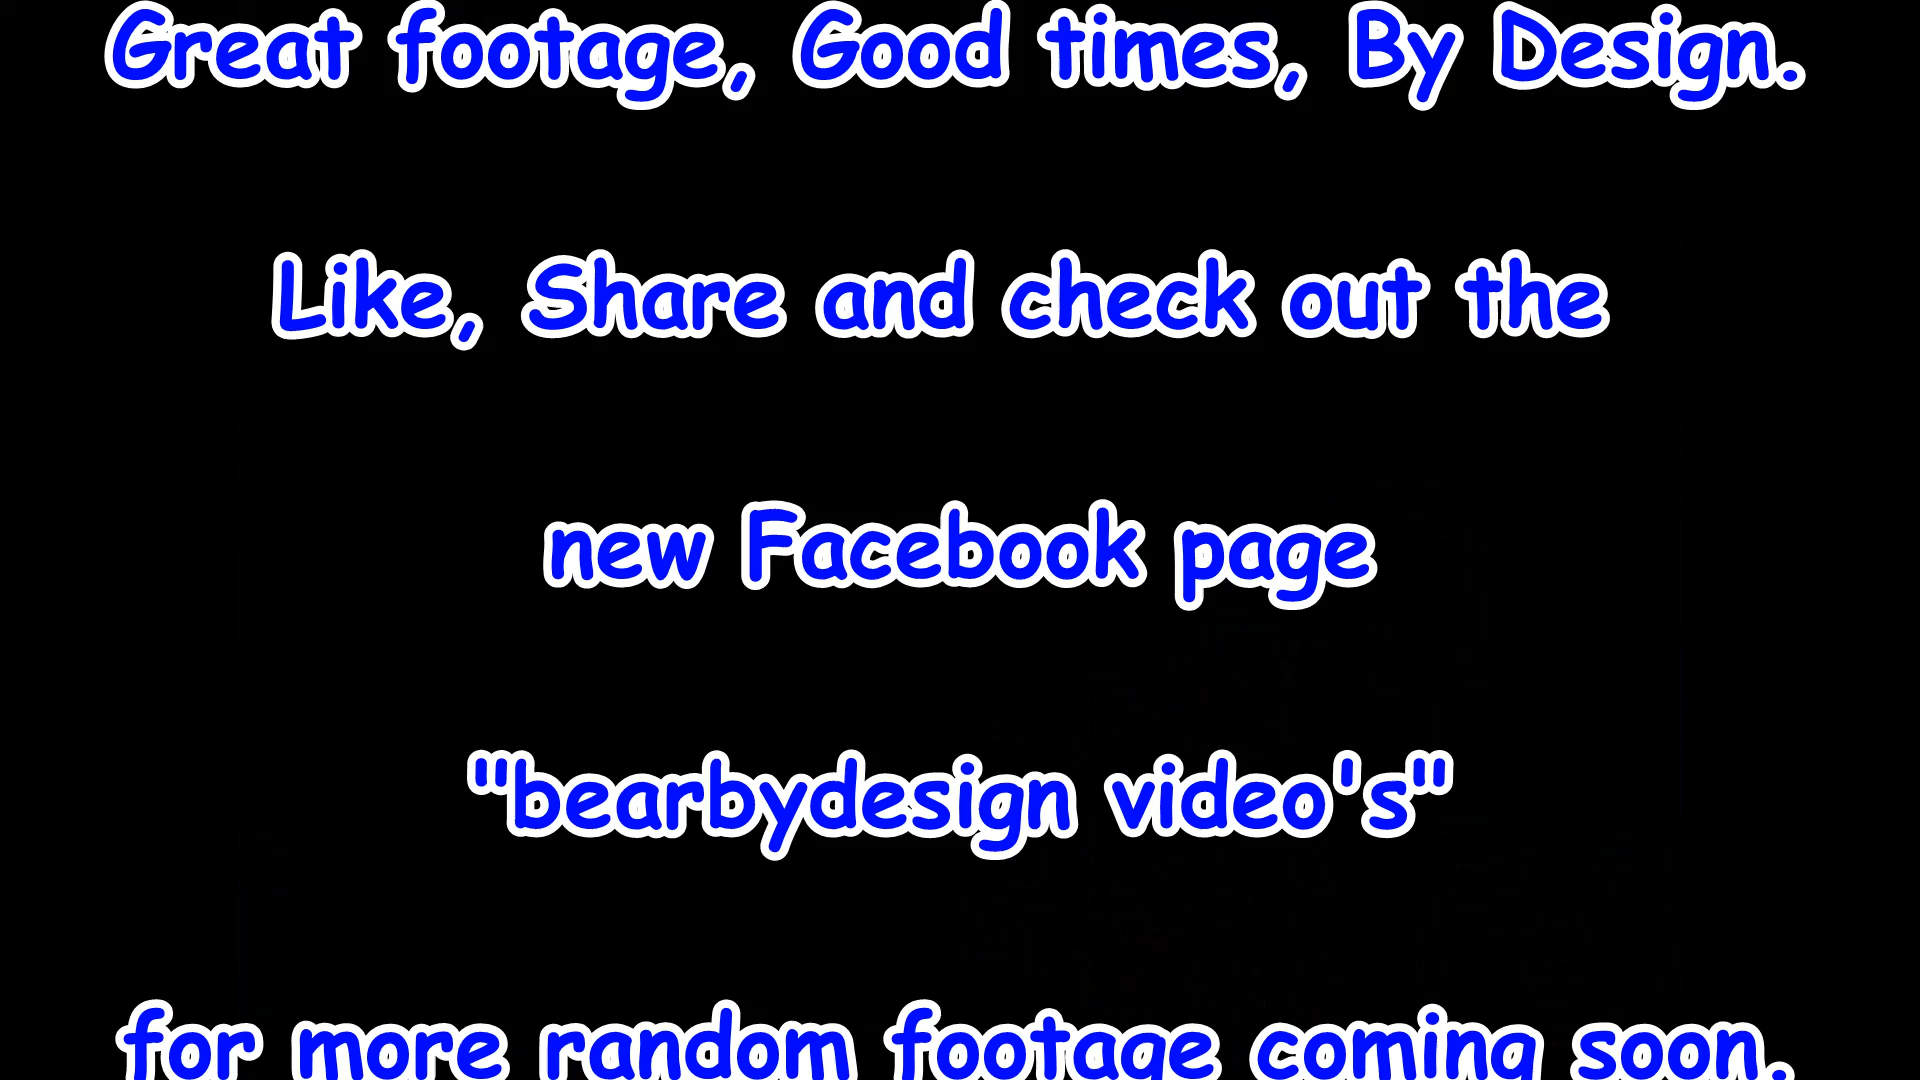 Great footage, Good times, By Design.
Like, Share and check out the
new Facebook page
"bearbydesign video's"
for more random footage coming soon.